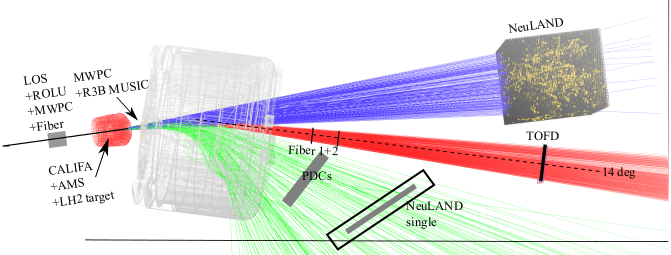 NeuLAND
LOS
+ROLU
+MWPC
+Fiber
MWPC
+R3B MUSIC
CALIFA
+AMS
+LH2 target
Fiber 1+2
PDCs
TOFD
14 deg
NeuLAND
single